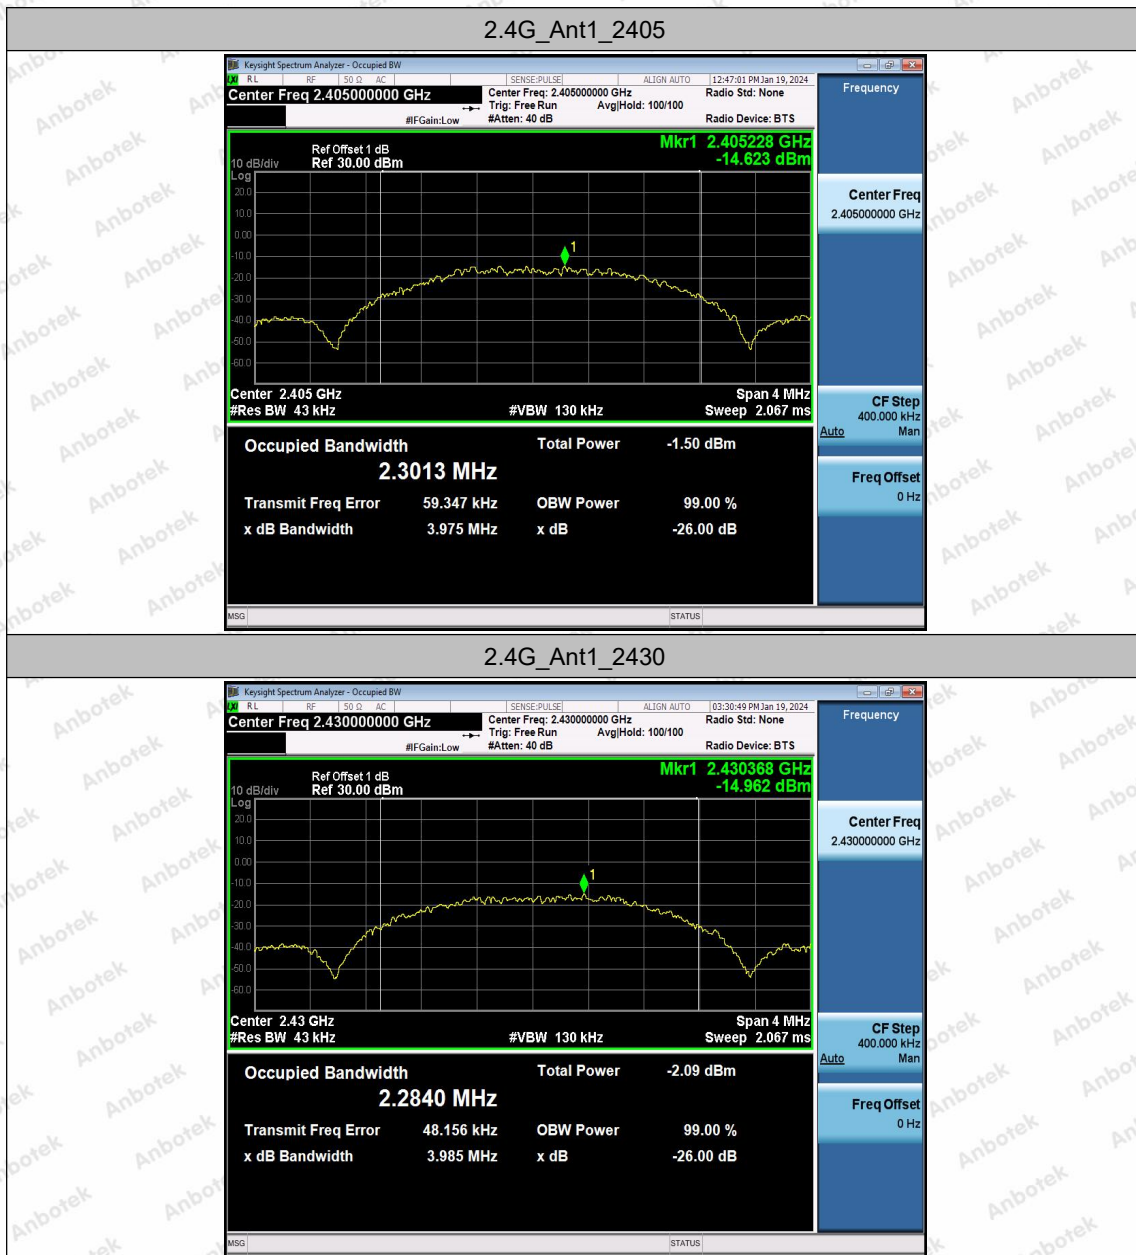 2.4G_Ant1_2405
Keysight Spectrum Analyzer - Occupied BW
LXI RL RF 50 Ω AC SENSE:PULSE ALIGN AUTO 12:47:01 PM Jan 19, 2024
Center Freq 2.405000000 GHz Center Freq: 2.405000000 GHz Radio Std: None
Trig: Free Run Avg|Hold: 100/100
#IFGain:Low #Atten: 40 dB Radio Device: BTS
Frequency
Mkr1 2.405228 GHz
-14.623 dBm
Ref Offset 1 dB
10 dB/div Ref 30.00 dBm
Log
20.0
10.0
0.00
-10.0
-20.0
-30.0
-40.0
-50.0
-60.0
1
Center Freq
2.405000000 GHz
Center 2.405 GHz Span 4 MHz
#Res BW 43 kHz #VBW 130 kHz Sweep 2.067 ms
CF Step
400.000 kHz
Auto Man
Occupied Bandwidth Total Power -1.50 dBm
2.3013 MHz
Transmit Freq Error 59.347 kHz OBW Power 99.00 %
x dB Bandwidth 3.975 MHz x dB -26.00 dB
Freq Offset
0 Hz
MSG STATUS
2.4G_Ant1_2430
Keysight Spectrum Analyzer - Occupied BW
LXI RL RF 50 Ω AC SENSE:PULSE ALIGN AUTO 03:30:49 PM Jan 19, 2024
Center Freq 2.430000000 GHz Center Freq: 2.430000000 GHz Radio Std: None
Trig: Free Run Avg|Hold: 100/100
#IFGain:Low #Atten: 40 dB Radio Device: BTS
Frequency
Mkr1 2.430368 GHz
-14.962 dBm
Ref Offset 1 dB
10 dB/div Ref 30.00 dBm
Log
20.0
10.0
0.00
-10.0
-20.0
-30.0
-40.0
-50.0
-60.0
1
Center Freq
2.430000000 GHz
Center 2.43 GHz Span 4 MHz
#Res BW 43 kHz #VBW 130 kHz Sweep 2.067 ms
CF Step
400.000 kHz
Auto Man
Occupied Bandwidth Total Power -2.09 dBm
2.2840 MHz
Transmit Freq Error 48.156 kHz OBW Power 99.00 %
x dB Bandwidth 3.985 MHz x dB -26.00 dB
Freq Offset
0 Hz
MSG STATUS
Anbotek